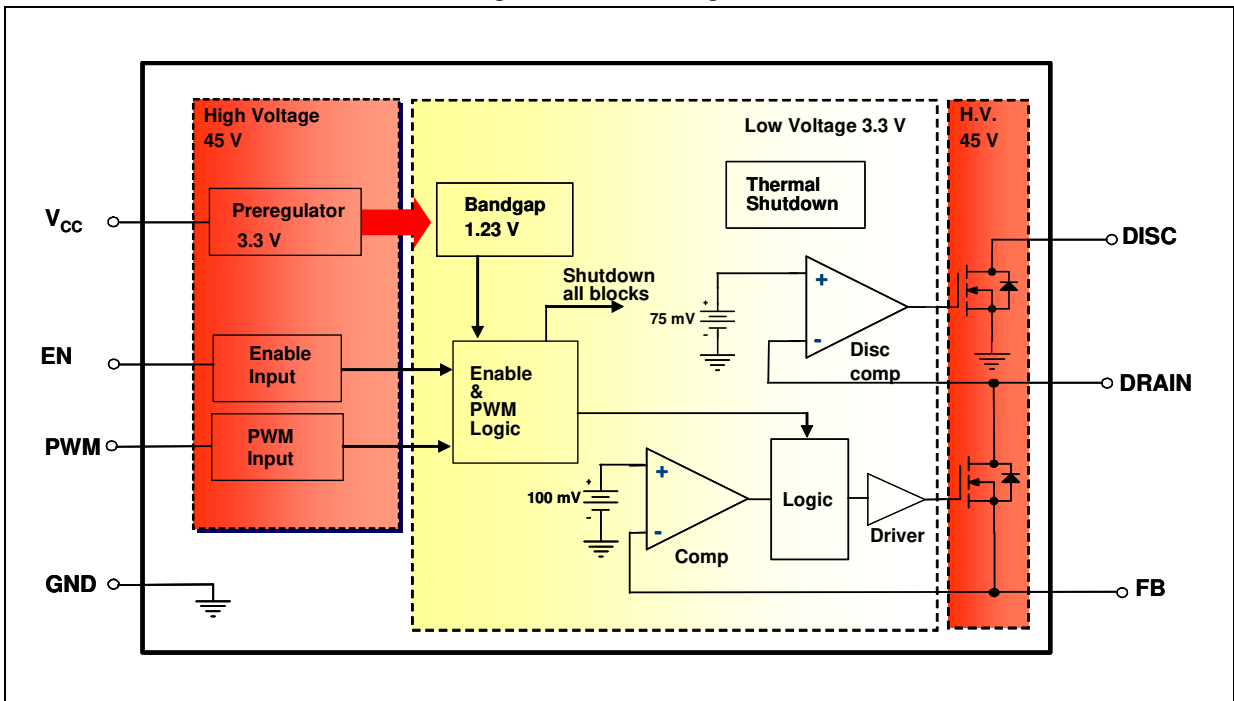 High Voltage
45 V
Low Voltage 3.3 V
H.V.
45 V
Thermal
Shutdown
VCC
Preregulator
3.3 V
Bandgap
1.23 V
DISC
Shutdown
all blocks
+
75 mV
-
+
-
Disc
comp
EN
Enable
Input
Enable
&
PWM
Logic
DRAIN
PWM
PWM
Input
+
100 mV
-
+
-
Comp
Logic
Driver
GND
FB